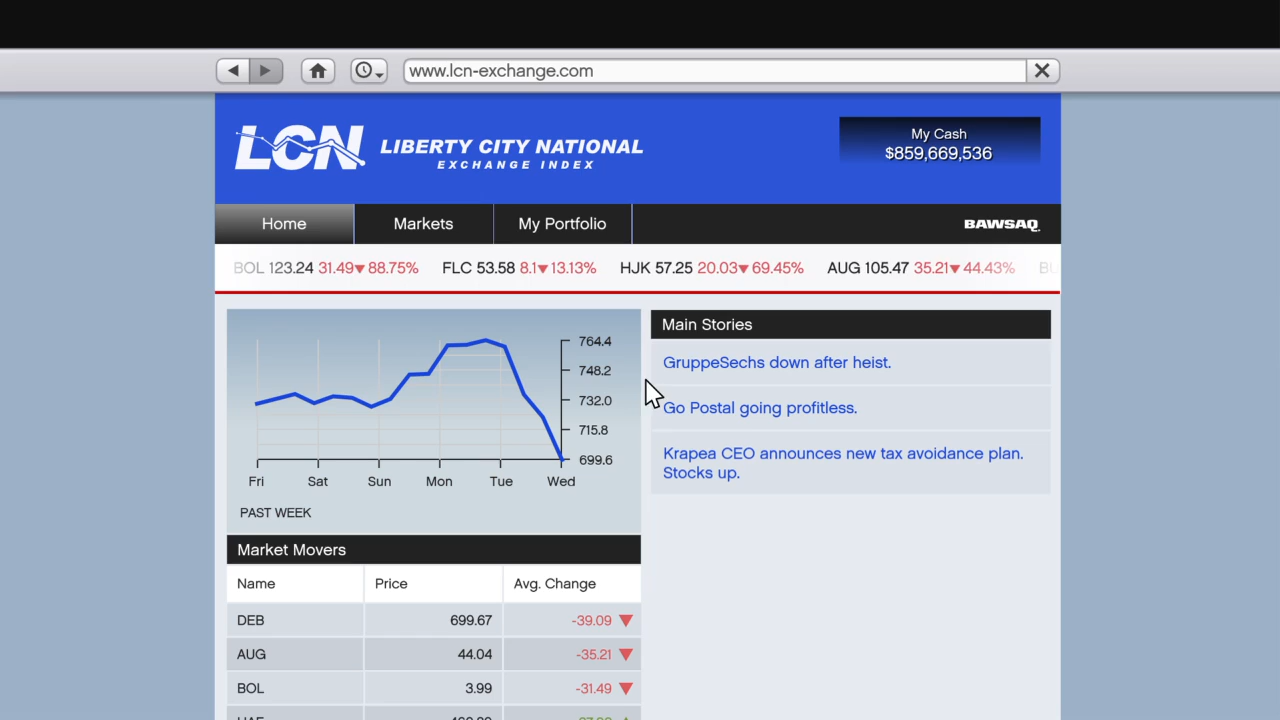 www.lcn-exchange.com
LCN LIBERTY CITY NATIONAL
EXCHANGE INDEX
My Cash
$859,669,536
Home Markets My Portfolio BAWSAQ
BOL 123.24 31.49▼88.75% FLC 53.58 8.1▼13.13% HJK 57.25 20.03▼69.45% AUG 105.47 35.21▼44.43%
764.4
748.2
732.0
715.8
699.6
Fri Sat Sun Mon Tue Wed
PAST WEEK
Market Movers
Name Price Avg. Change
DEB 699.67 -39.09 ▼
AUG 44.04 -35.21 ▼
BOL 3.99 -31.49 ▼
Main Stories
GruppeSechs down after heist.
Go Postal going profitless.
Krapea CEO announces new tax avoidance plan.
Stocks up.